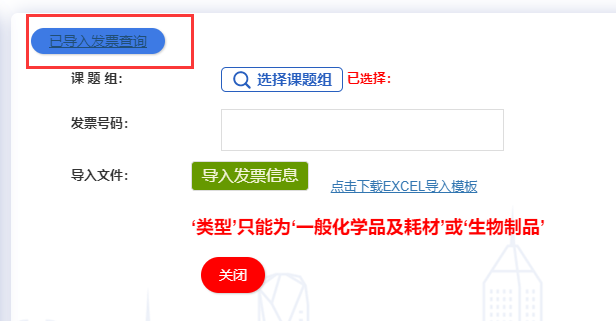 已导入发票查询
课 题 组：
选择课题组 已选择：
发票号码：
导入文件：
导入发票信息 点击下载EXCEL导入模板
‘类型’只能为‘一般化学品及耗材’或‘生物制品’
关闭